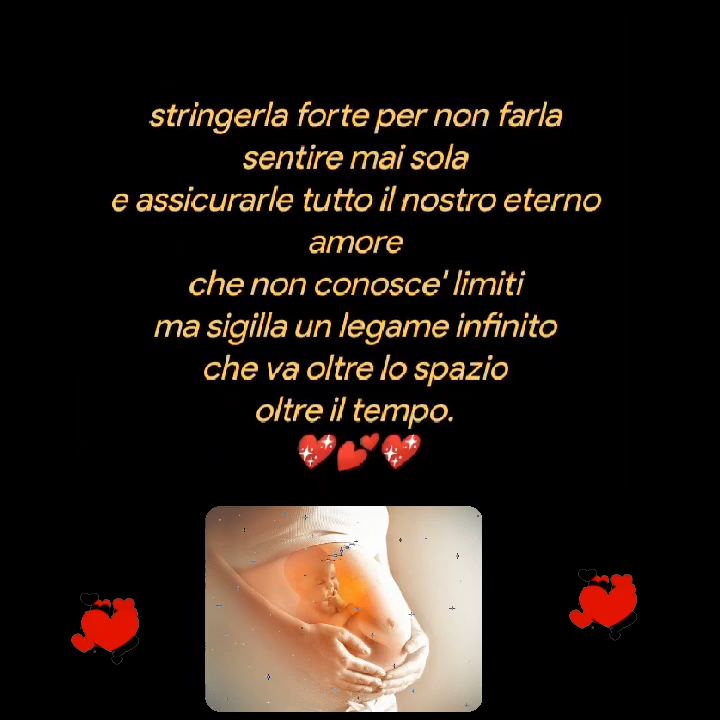 stringerla forte per non farla
sentire mai sola
e assicurarle tutto il nostro eterno
amore
che non conosce' limiti
ma sigilla un legame infinito
che va oltre lo spazio
oltre il tempo.
💖💕💖